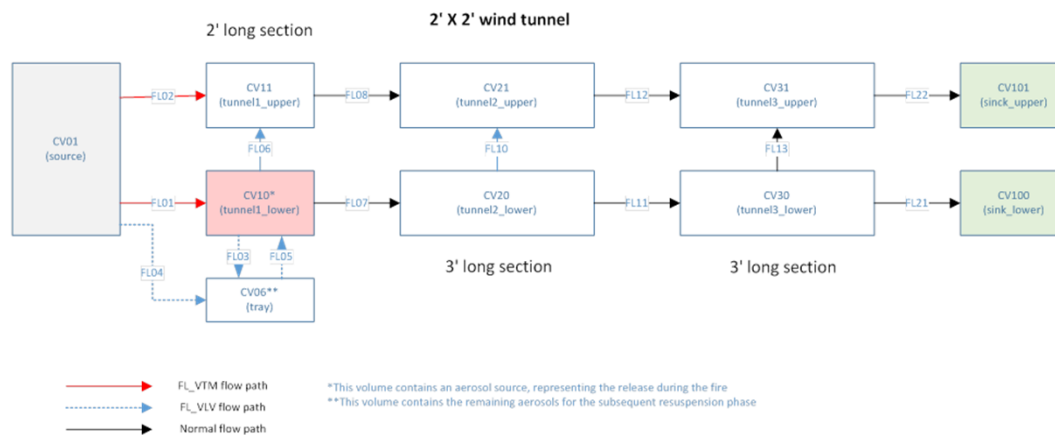 2' X 2' wind tunnel
2' long section
CV01
(source)
FL02
CV11
(tunnel1_upper)
FL08
CV21
(tunnel2_upper)
FL12
CV31
(tunnel3_upper)
FL22
CV101
(sinck_upper)
FL06
FL10
FL13
FL01
CV10*
(tunnel1_lower)
FL07
CV20
(tunnel2_lower)
FL11
CV30
(tunnel3_lower)
FL21
CV100
(sink_lower)
FL04
FL03
FL05
3' long section
3' long section
CV06**
(tray)
FL_VTM flow path
FL_VLV flow path
Normal flow path
*This volume contains an aerosol source, representing the release during the fire
**This volume contains the remaining aerosols for the subsequent resuspension phase